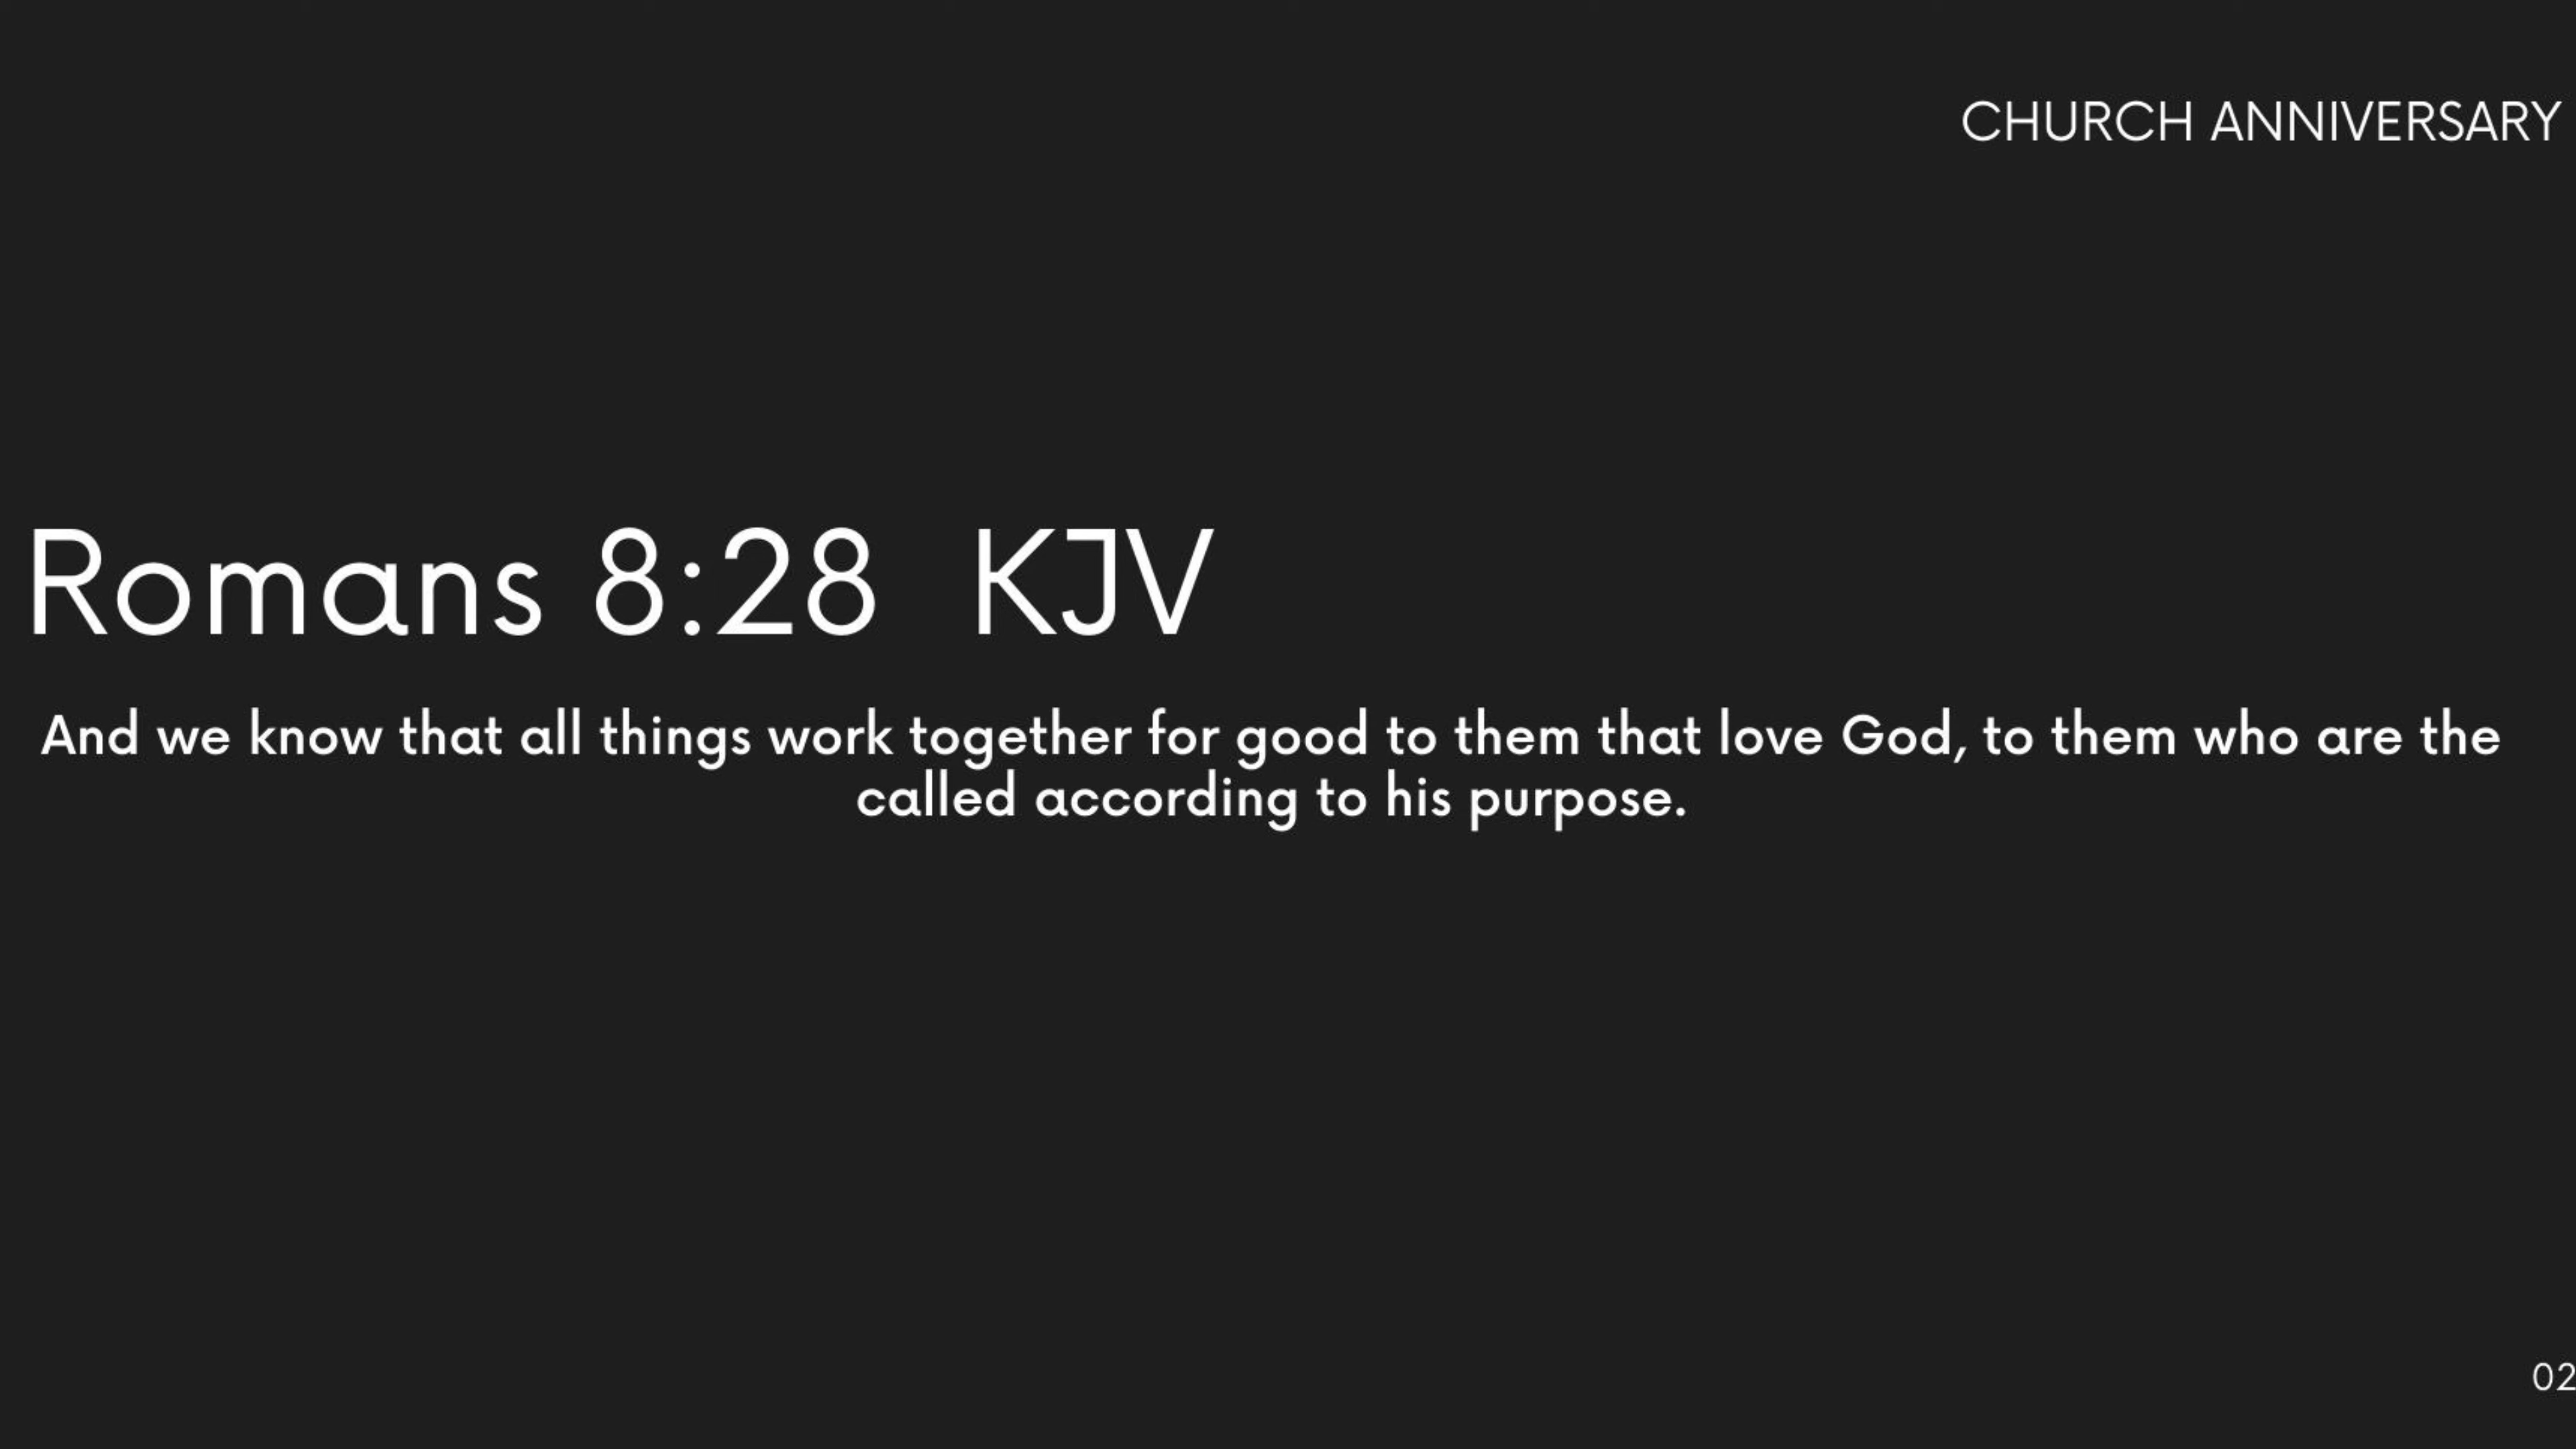 CHURCH ANNIVERSARY
Romans 8:28  KJV
And we know that all things work together for good to them that love God, to them who are the
called according to his purpose.
02